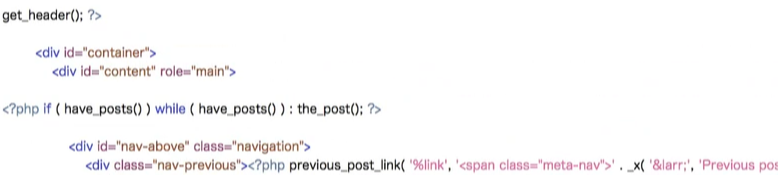 get_header(); ?>
<div id="container">
<div id="content" role="main">
<?php if ( have_posts() ) while ( have_posts() ) : the_post(); ?>
<div id="nav-above" class="navigation">
<div class="nav-previous"><?php previous_post_link( '%link', '<span class="meta-nav">' . _x( '&larr;', 'Previous pos